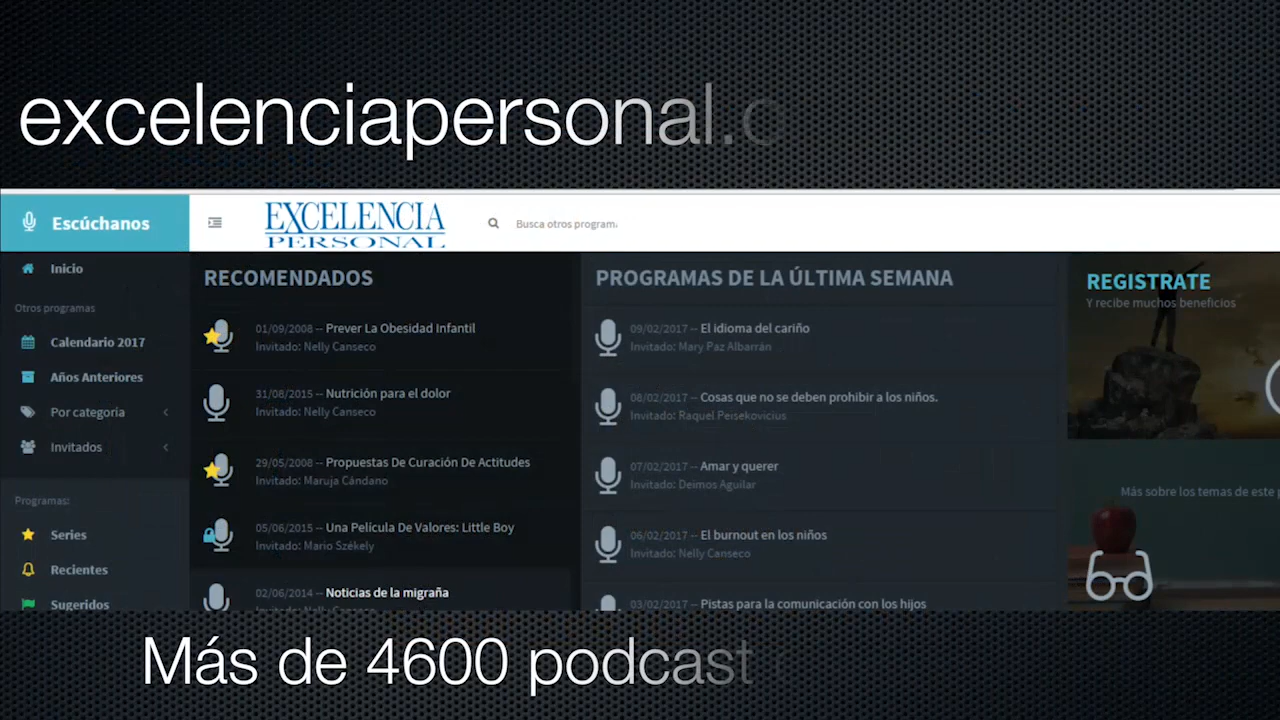 excelenciapersonal.c
Escúchanos
EXCELENCIA
PERSONAL
Busca otros program
Inicio
Otros programas
Calendario 2017
Años Anteriores
Por categoría
Invitados
Programas:
Series
Recientes
Sugeridos
RECOMENDADOS
01/09/2008 -- Prever La Obesidad Infantil
Invitado: Nelly Canseco
31/08/2015 -- Nutrición para el dolor
Invitado: Nelly Canseco
29/05/2008 -- Propuestas De Curación De Actitudes
Invitado: Maruja Cándano
05/06/2015 -- Una Película De Valores: Little Boy
Invitado: Mario Székely
02/06/2014 -- Noticias de la migraña
Invitado: Nelly Canseco
PROGRAMAS DE LA ÚLTIMA SEMANA
09/02/2017 -- El idioma del cariño
Invitado: Mary Paz Albarrán
08/02/2017 -- Cosas que no se deben prohibir a los niños.
Invitado: Raquel Persekovicius
07/02/2017 -- Amar y querer
Invitado: Deimos Aguilar
06/02/2017 -- El burnout en los niños
Invitado: Nelly Canseco
03/02/2017 -- Pistas para la comunicación con los hijos
REGISTRATE
Y recibe muchos beneficios
Más sobre los temas de este
Más de 4600 podcast